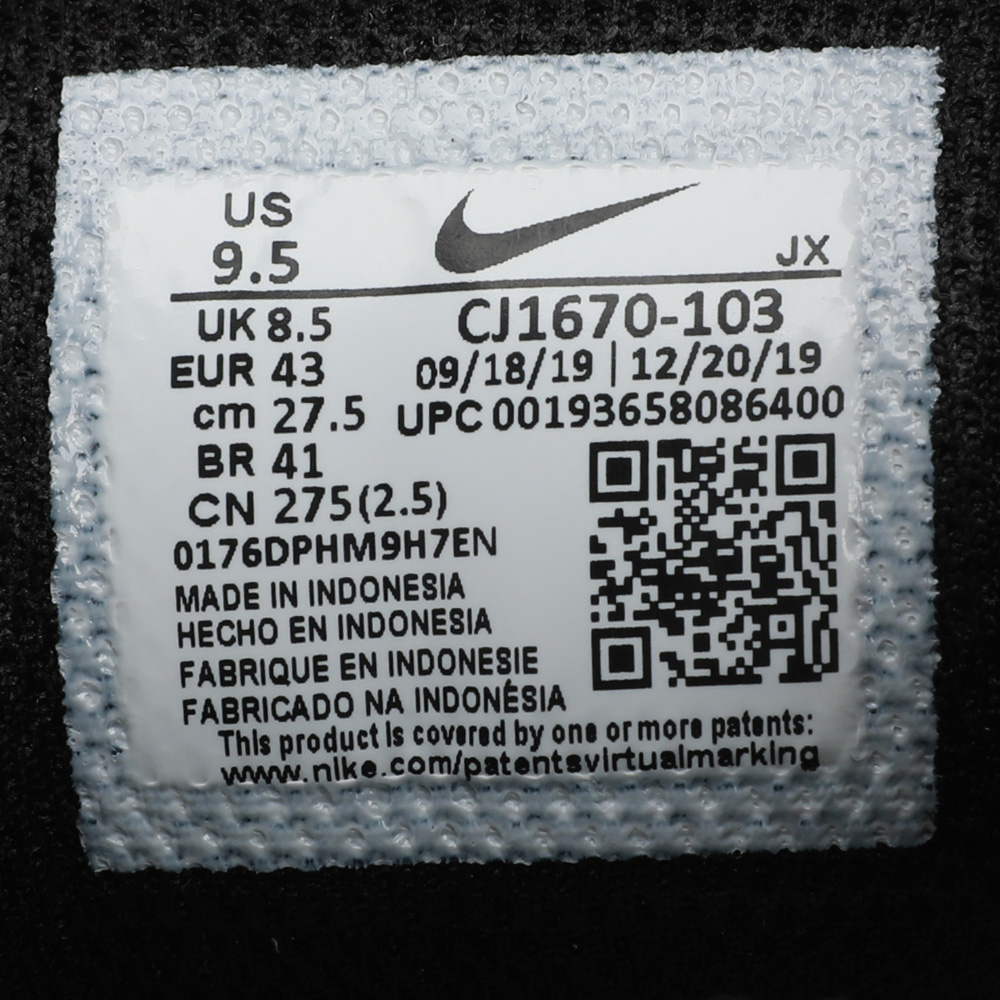 US
9.5
JX
UK 8.5
CJ1670-103
EUR 43
09/18/19 | 12/20/19
cm 27.5
UPC 00193658086400
BR 41
CN 275(2.5)
0176DPHM9H7EN
MADE IN INDONESIA
HECHO EN INDONESIA
FABRIQUE EN INDONESIE
FABRICADO NA INDONÉSIA
This product is covered by one or more patents:
www.nike.com/patentsvirtualmarking